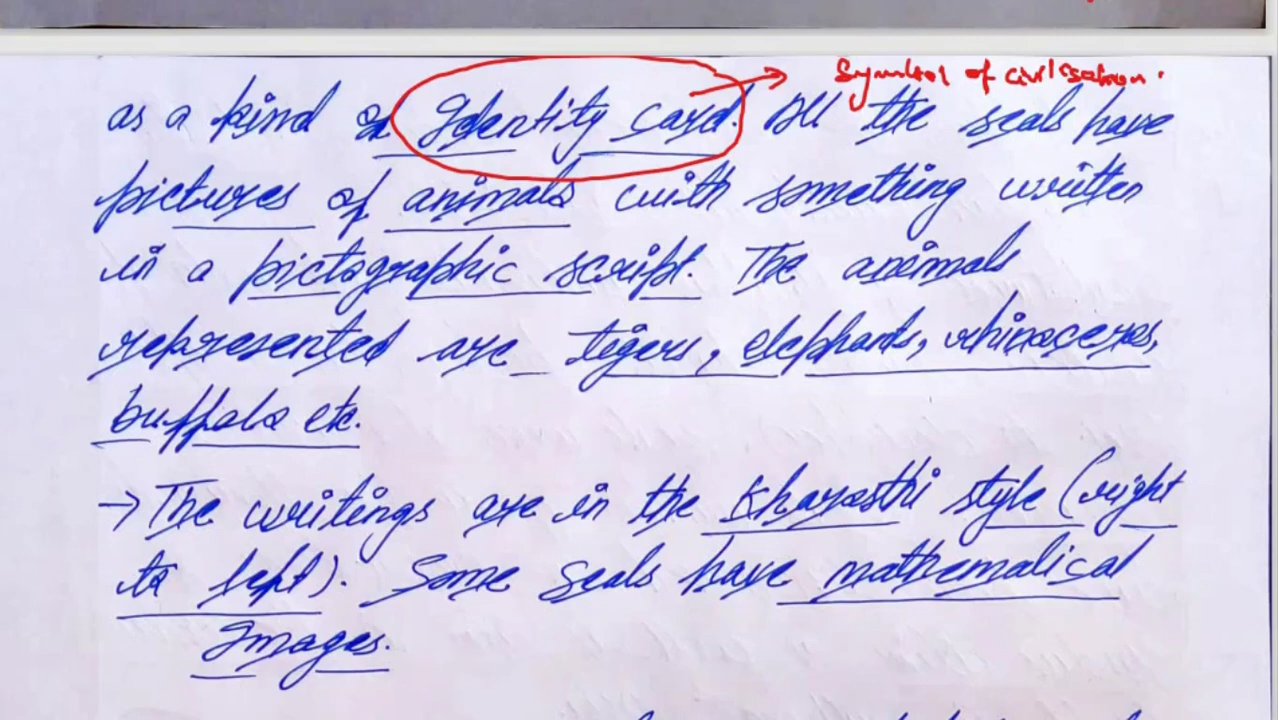 Symbol of civilisation.
as a kind of Identity card. All the seals have
pictures of animals with something written
in a pictographic script. The animals
represented are tigers, elephants, rhinoceros,
buffalo etc.
→ The writings are in the Kharosthi style (right
to left). Some seals have mathematical
Images.